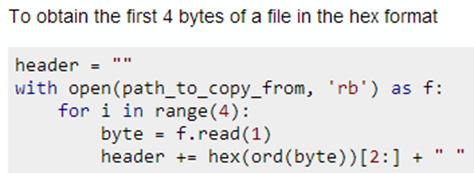 To obtain the first 4 bytes of a file in the hex format
header = ""
with open(path_to_copy_from, 'rb') as f:
    for i in range(4):
        byte = f.read(1)
        header += hex(ord(byte))[2:] + " "